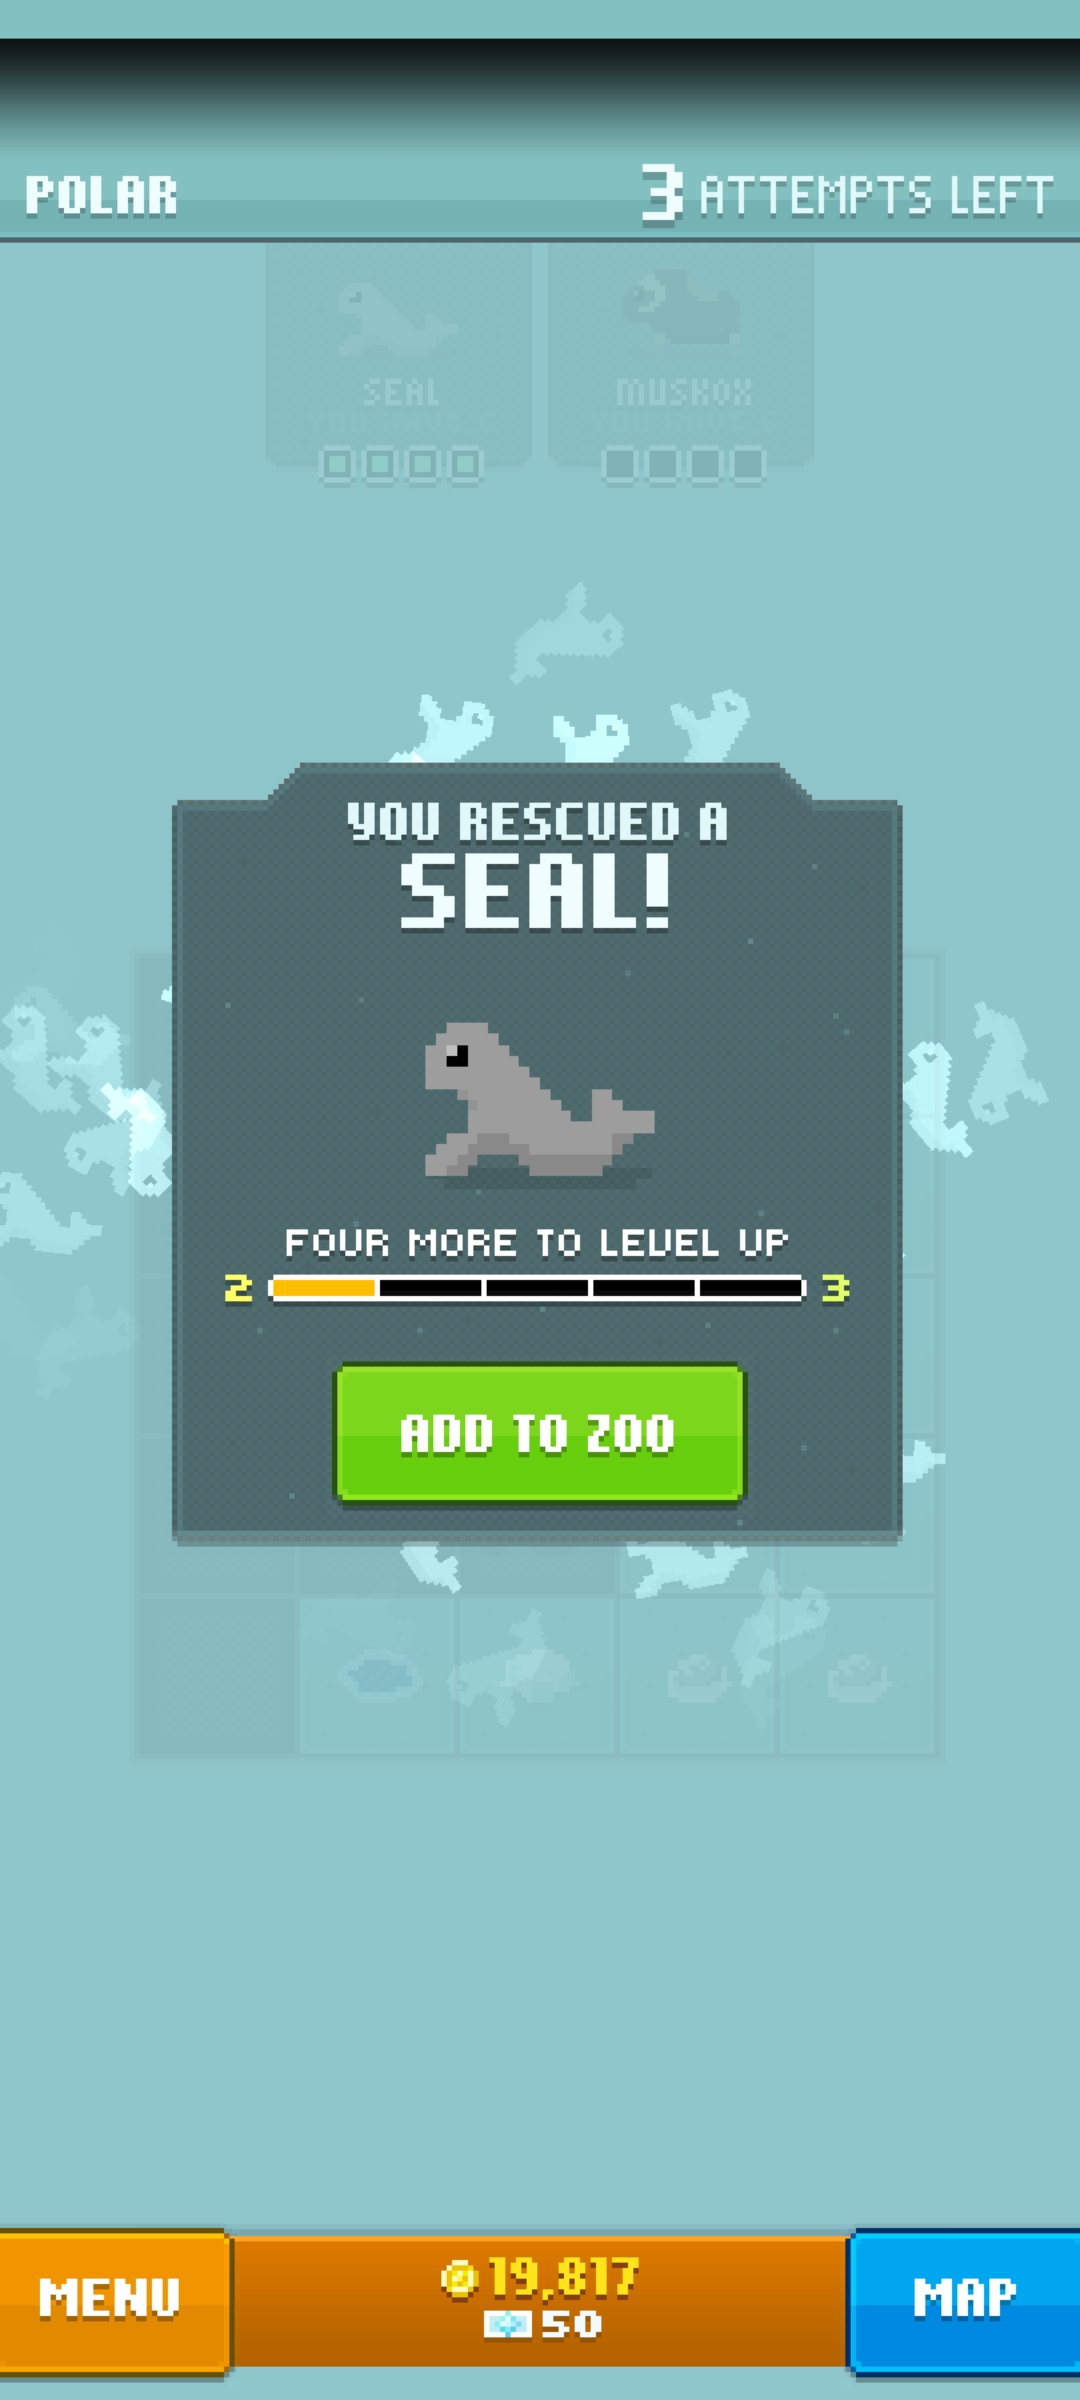 POLAR
3 ATTEMPTS LEFT
SEAL
MUSKOX
YOU RESCUED A
SEAL!
FOUR MORE TO LEVEL UP
2
3
ADD TO ZOO
MENU
19,817
50
MAP